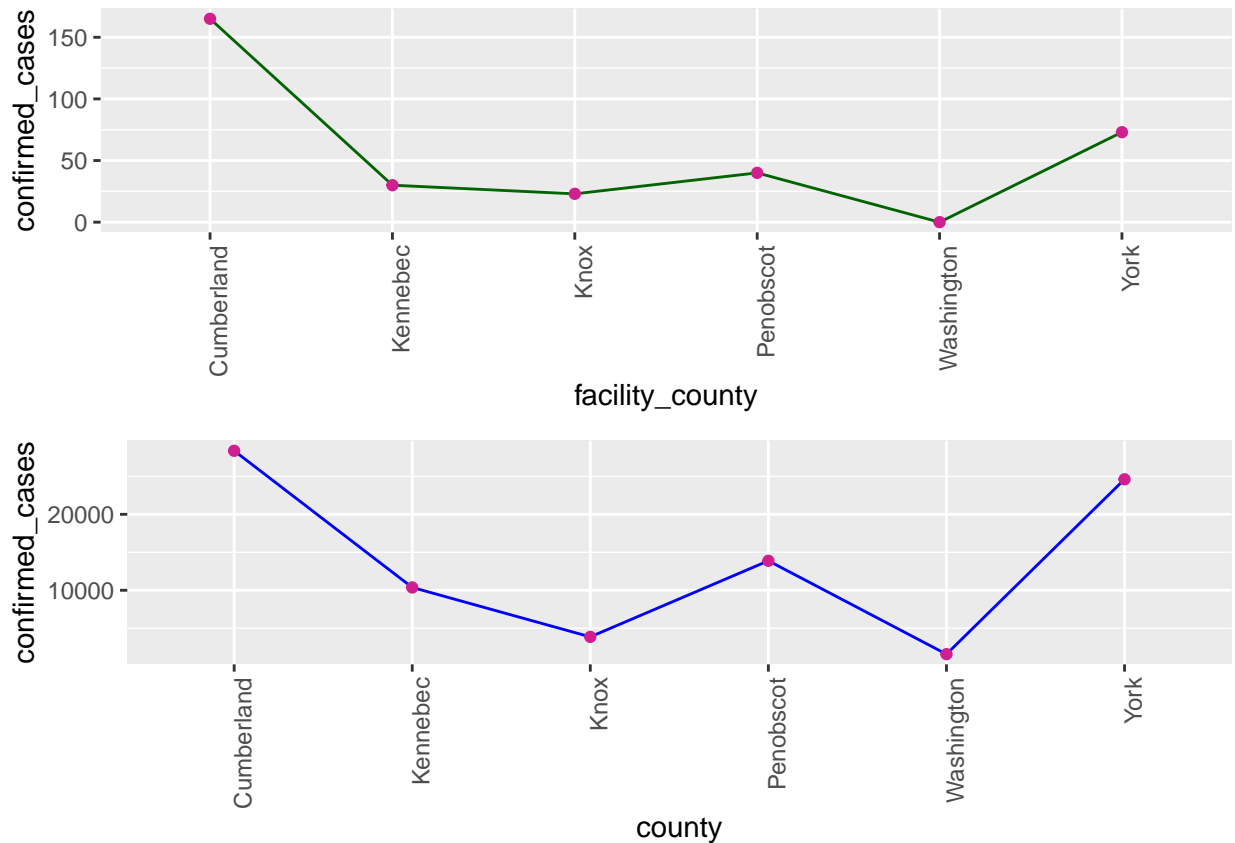 confirmed_cases
150
100
50
0
Cumberland
Kennebec
Knox
Penobscot
Washington
York
facility_county
confirmed_cases
20000
10000
Cumberland
Kennebec
Knox
Penobscot
Washington
York
county